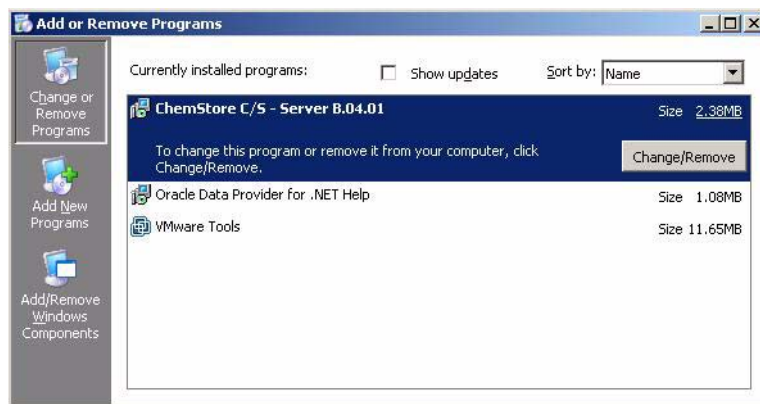 Add or Remove Programs
Change or
Remove
Programs
Add New
Programs
Add/Remove
Windows
Components
Currently installed programs:
Show updates
Sort by: Name
ChemStore C/S - Server B.04.01
Size 2.38MB
To change this program or remove it from your computer, click
Change/Remove.
Change/Remove
Oracle Data Provider for .NET Help
Size 1.08MB
VMware Tools
Size 11.65MB